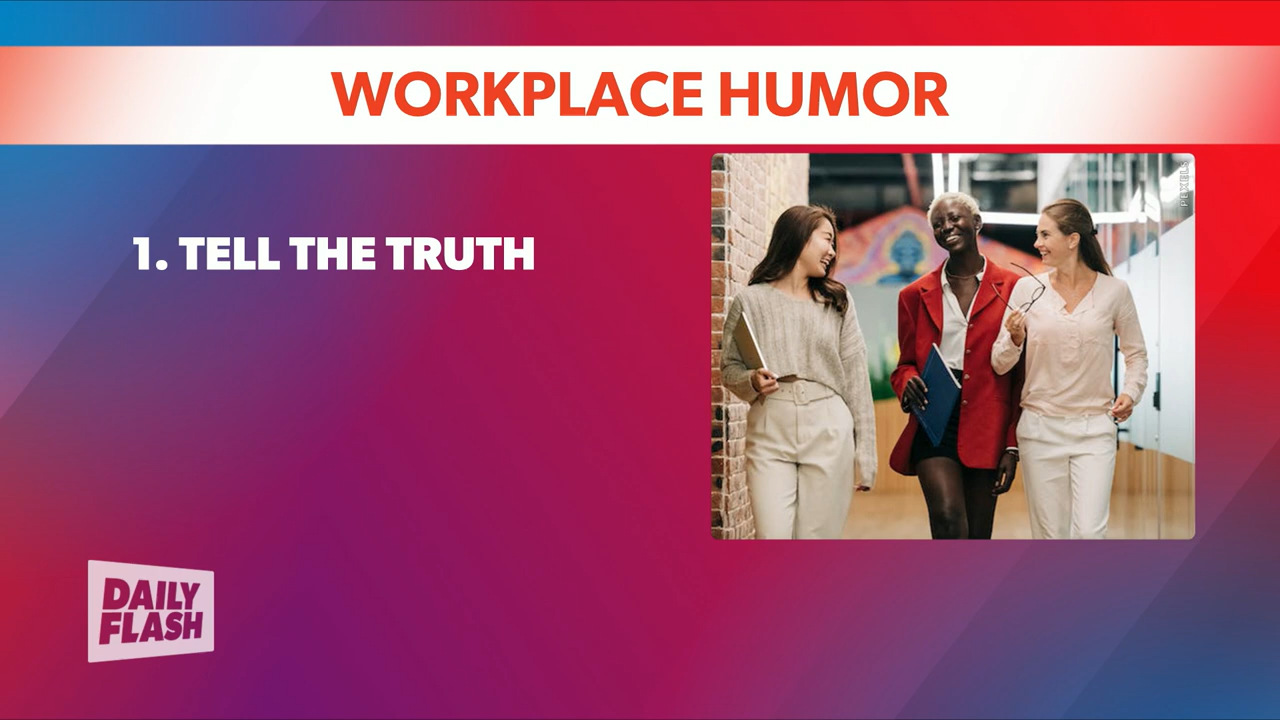 WORKPLACE HUMOR
1. TELL THE TRUTH
PEXELS
DAILY
FLASH